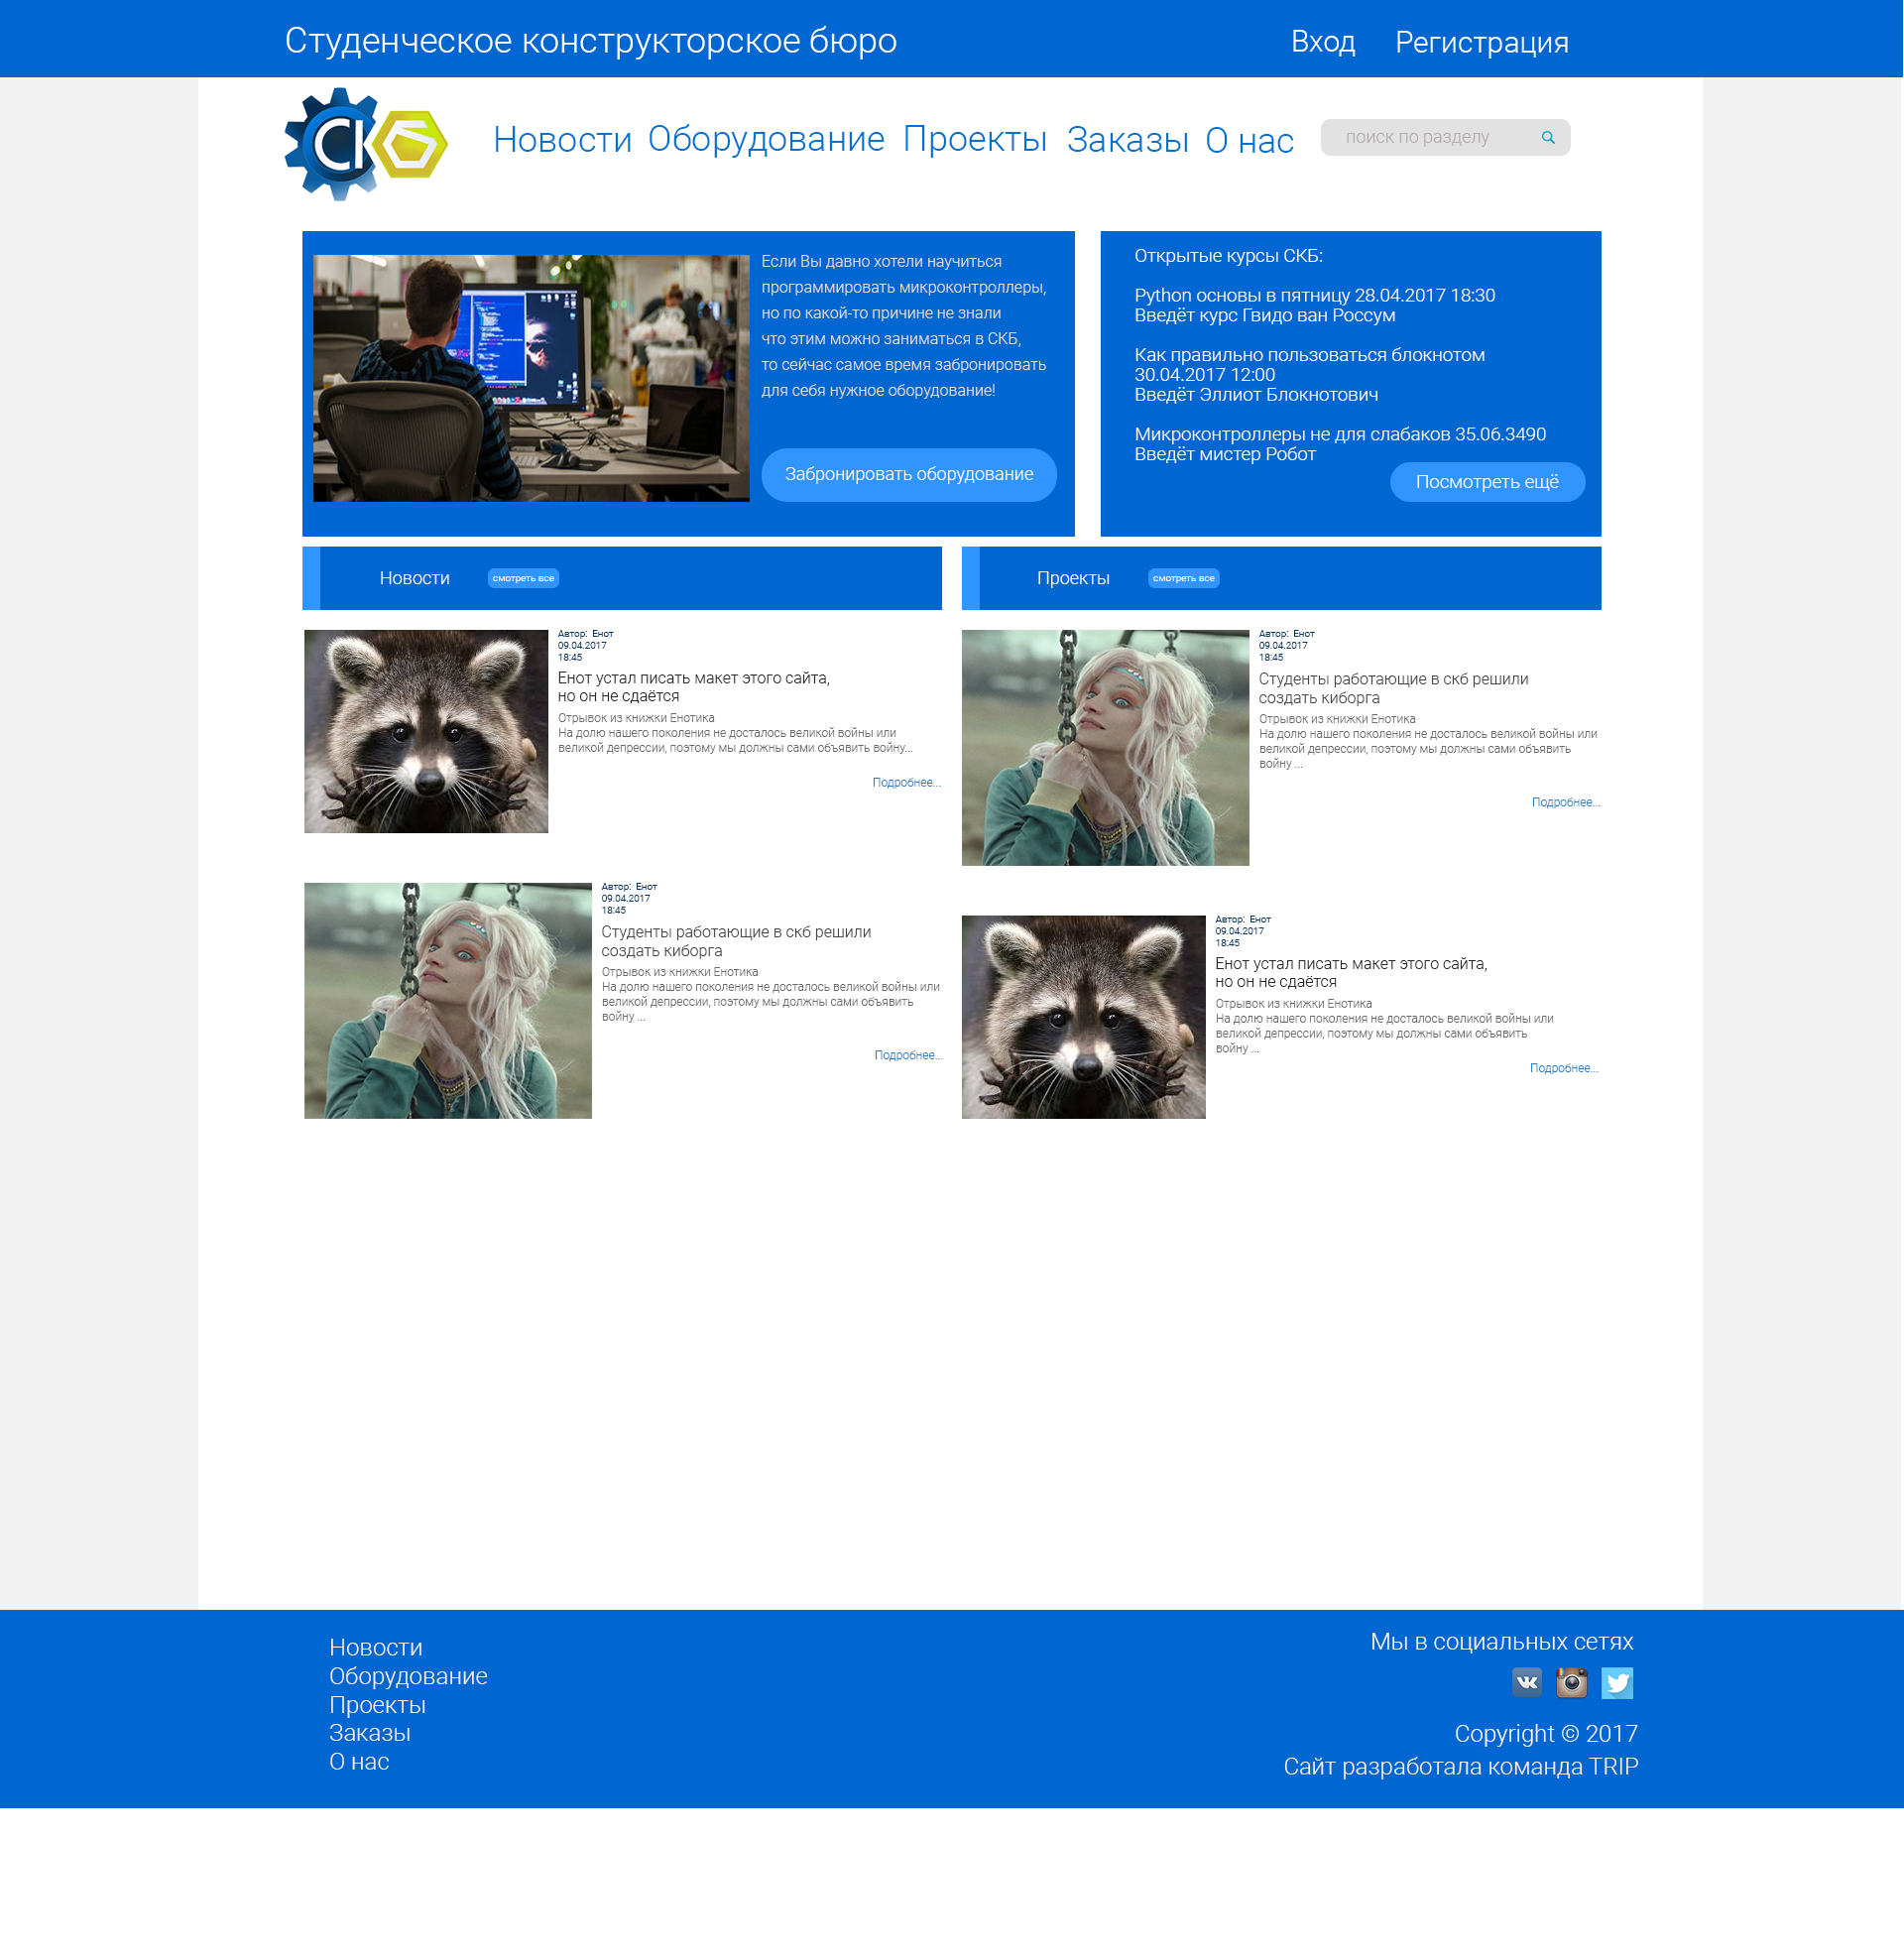 Студенческое конструкторское бюро
Вход
Регистрация
СКБ
Новости
Оборудование
Проекты
Заказы
О нас
поиск по разделу
Если Вы давно хотели научиться
программировать микроконтроллеры,
но по какой-то причине не знали
что этим можно заниматься в СКБ,
то сейчас самое время забронировать
для себя нужное оборудование!
Забронировать оборудование
Открытые курсы СКБ:
Python основы в пятницу 28.04.2017 18:30
Введёт курс Гвидо ван Россум
Как правильно пользоваться блокнотом
30.04.2017 12:00
Введёт Эллиот Блокнотович
Микроконтроллеры не для слабаков 35.06.3490
Введёт мистер Робот
Посмотреть ещё
Новости
смотреть все
Автор: Енот
09.04.2017
18:45
Енот устал писать макет этого сайта,
но он не сдаётся
Отрывок из книжки Енотика
На долю нашего поколения не досталось великой войны или
великой депрессии, поэтому мы должны сами объявить войну...
Подробнее...
Автор: Енот
09.04.2017
18:45
Студенты работающие в скб решили
создать киборга
Отрывок из книжки Енотика
На долю нашего поколения не досталось великой войны или
великой депрессии, поэтому мы должны сами объявить
войну ...
Подробнее...
Проекты
смотреть все
Автор: Енот
09.04.2017
18:45
Студенты работающие в скб решили
создать киборга
Отрывок из книжки Енотика
На долю нашего поколения не досталось великой войны или
великой депрессии, поэтому мы должны сами объявить
войну ...
Подробнее...
Автор: Енот
09.04.2017
18:45
Енот устал писать макет этого сайта,
но он не сдаётся
Отрывок из книжки Енотика
На долю нашего поколения не досталось великой войны или
великой депрессии, поэтому мы должны сами объявить
войну ...
Подробнее...
Новости
Оборудование
Проекты
Заказы
О нас
Мы в социальных сетях
Copyright © 2017
Сайт разработала команда TRIP